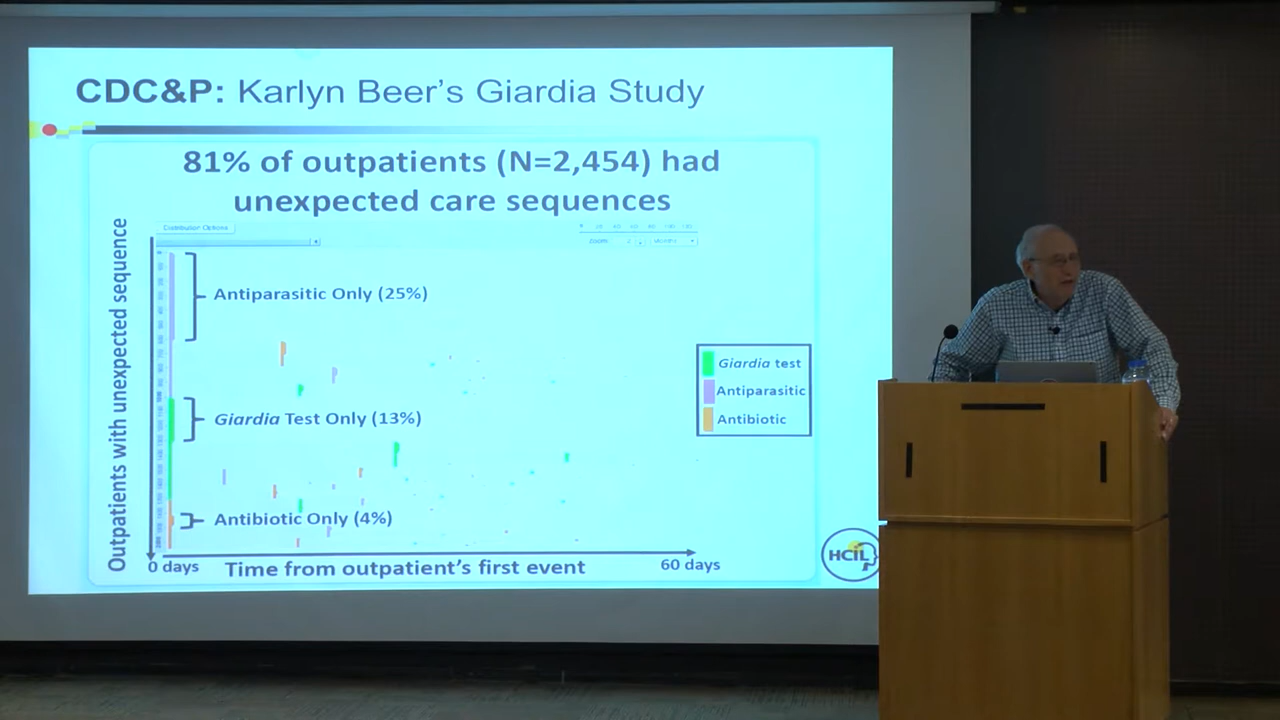 CDC&P: Karlyn Beer's Giardia Study
81% of outpatients (N=2,454) had
unexpected care sequences
Outpatients with unexpected sequence
Contribution Options
Antiparasitic Only (25%)
Giardia Test Only (13%)
Antibiotic Only (4%)
Giardia test
Antiparasitic
Antibiotic
0 days
Time from outpatient's first event
60 days
HCIL